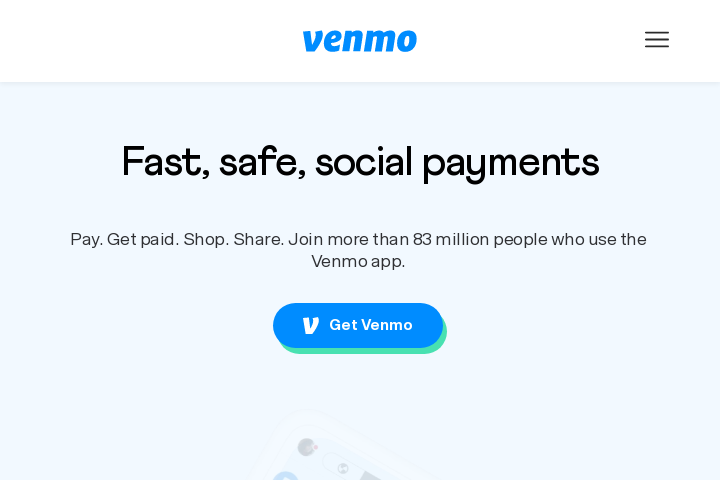 venmo
Fast, safe, social payments
Pay. Get paid. Shop. Share. Join more than 83 million people who use the
Venmo app.
Get Venmo